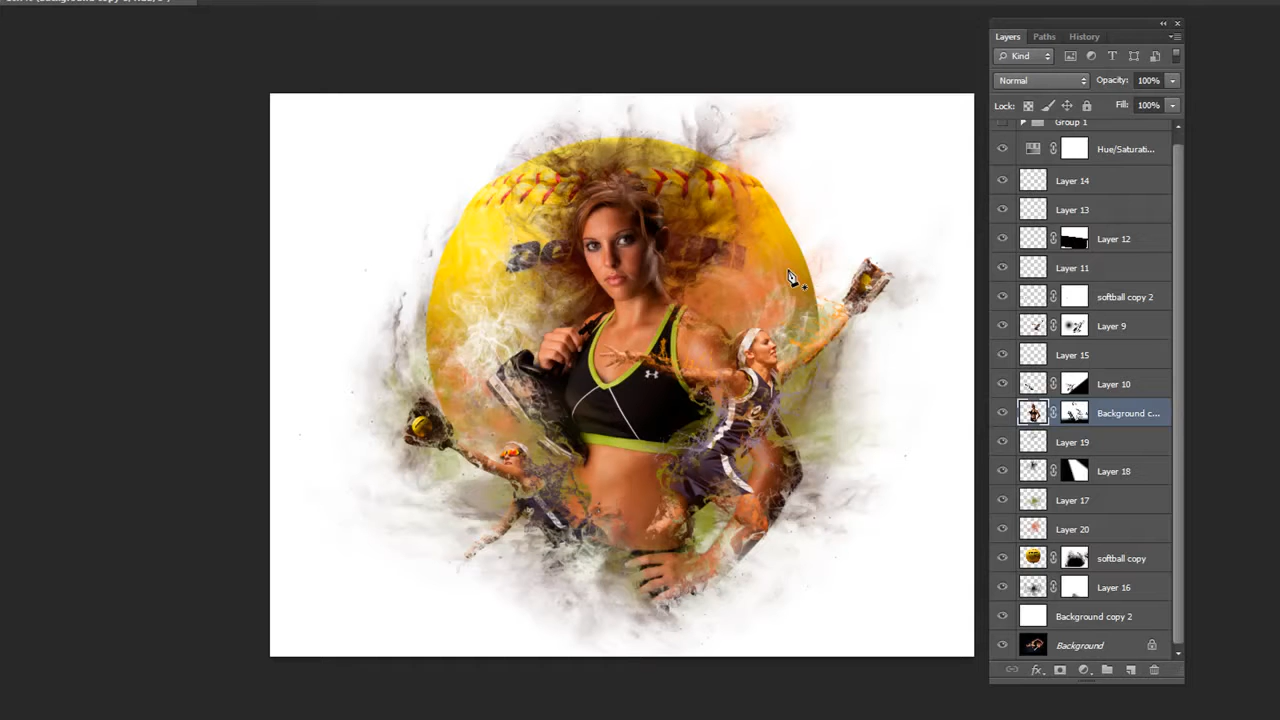 Layers Paths History
Kind
Normal Opacity: 100%
Lock: Fill: 100%
Group 1
Hue/Saturati...
Layer 14
Layer 13
Layer 12
Layer 11
softball copy 2
Layer 9
Layer 15
Layer 10
Background c...
Layer 19
Layer 18
Layer 17
Layer 20
softball copy
Layer 16
Background copy 2
Background
fx